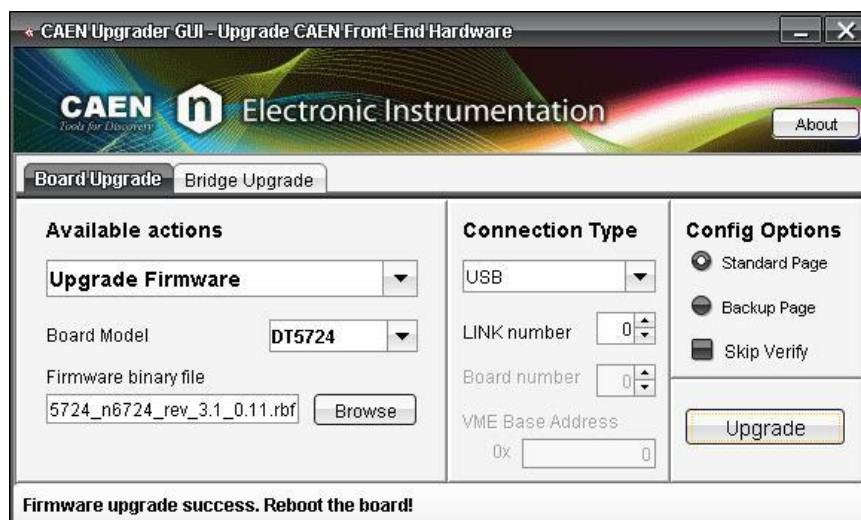 CAEN Upgrader GUI - Upgrade CAEN Front-End Hardware
CAEN n Electronic Instrumentation
Tools for Discovery
About
Board Upgrade Bridge Upgrade
Available actions
Upgrade Firmware
Board Model DT5724
Firmware binary file
5724_n6724_rev_3.1_0.11.rbf Browse
Connection Type
USB
LINK number 0
Board number 0
VME Base Address
0x 0
Config Options
Standard Page
Backup Page
Skip Verify
Upgrade
Firmware upgrade success. Reboot the board!